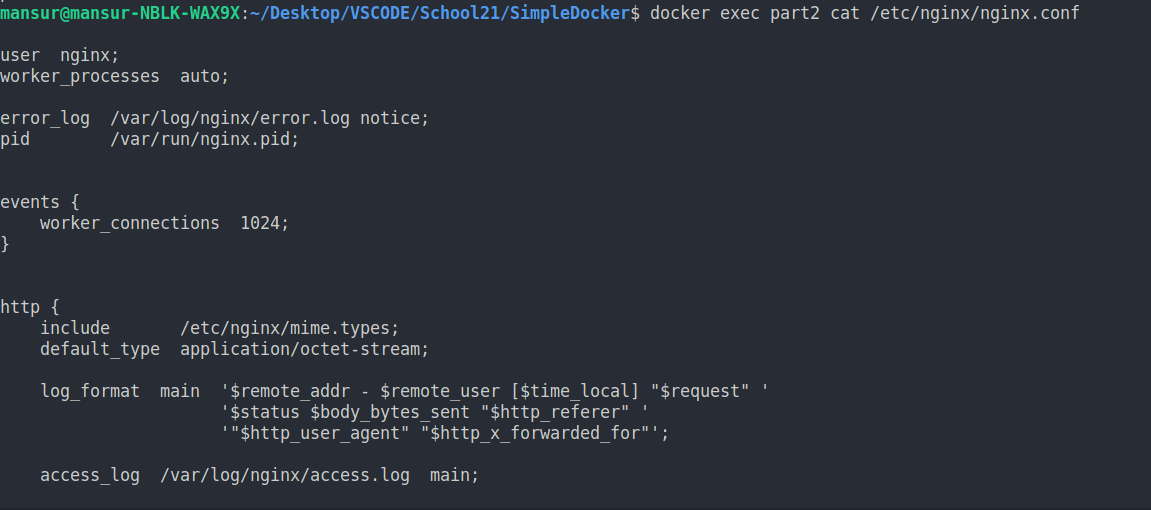 mansur@mansur-NBLK-WAX9X:~/Desktop/VSCODE/School21/SimpleDocker$ docker exec part2 cat /etc/nginx/nginx.conf
user  nginx;
worker_processes  auto;
error_log  /var/log/nginx/error.log notice;
pid        /var/run/nginx.pid;
events {
    worker_connections  1024;
}
http {
    include       /etc/nginx/mime.types;
    default_type  application/octet-stream;
    log_format  main  '$remote_addr - $remote_user [$time_local] "$request" '
                      '$status $body_bytes_sent "$http_referer" '
                      '"$http_user_agent" "$http_x_forwarded_for"';
    access_log  /var/log/nginx/access.log  main;